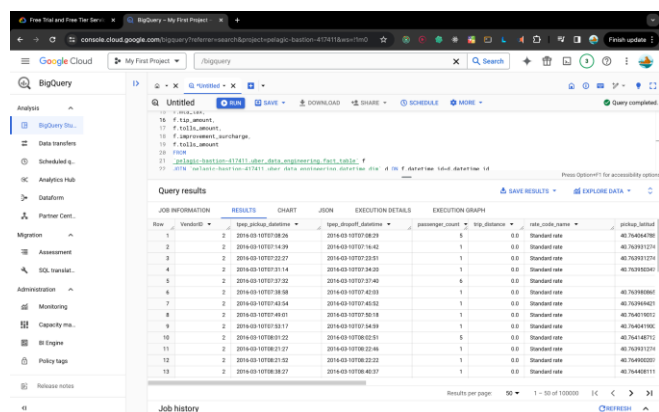 Free Trial and Free Tier Servi
BigQuery – My First Project
console.cloud.google.com/bigquery?referrer=search&project=pelagic-bastion-417411&ws=!1m0
Finish update
Google Cloud
My First Project
/bigquery
Search
3
BigQuery
*Untitled
Analysis
BigQuery Stu...
Data transfers
Scheduled q...
Analytics Hub
Dataform
Partner Cent...
Migration
Assessment
SQL translat...
Administration
Monitoring
Capacity ma...
BI Engine
Policy tags
Release notes
Untitled
RUN
SAVE
DOWNLOAD
SHARE
SCHEDULE
MORE
Query completed.
16 f.tip_amount,
17 f.tolls_amount,
18 f.improvement_surcharge,
19 f.tolls_amount
20 FROM
21 `pelagic-bastion-417411.uber_data_engineering.fact_table` f
22 JOIN `pelagic-bastion-417411.uber_data_engineering.datetime_dim` d ON f.datetime_id=d.datetime_id
Press Option+F1 for accessibility options
Query results
SAVE RESULTS
EXPLORE DATA
JOB INFORMATION RESULTS CHART JSON EXECUTION DETAILS EXECUTION GRAPH
Row VendorID tpep_pickup_datetime tpep_dropoff_datetime passenger_count trip_distance rate_code_name pickup_latitud
1 2 2016-03-10T07:08:26 2016-03-10T07:08:29 5 0.0 Standard rate
2 2 2016-03-10T07:14:39 2016-03-10T07:16:42 1 0.0 Standard rate
3 2 2016-03-10T07:22:27 2016-03-10T07:23:51 1 0.0 Standard rate
4 2 2016-03-10T07:31:14 2016-03-10T07:34:20 1 0.0 Standard rate
5 2 2016-03-10T07:37:32 2016-03-10T07:37:40 6 0.0 Standard rate
6 2 2016-03-10T07:38:58 2016-03-10T07:42:03 1 0.0 Standard rate
7 2 2016-03-10T07:43:54 2016-03-10T07:45:52 1 0.0 Standard rate
8 2 2016-03-10T07:49:01 2016-03-10T07:50:18 1 0.0 Standard rate
9 2 2016-03-10T07:53:17 2016-03-10T07:54:59 1 0.0 Standard rate
10 2 2016-03-10T08:01:22 2016-03-10T08:02:51 5 0.0 Standard rate
11 2 2016-03-10T08:21:27 2016-03-10T08:22:46 1 0.0 Standard rate
12 2 2016-03-10T08:21:52 2016-03-10T08:22:22 1 0.0 Standard rate
13 2 2016-03-10T08:38:27 2016-03-10T08:40:37 1 0.0 Standard rate
Results per page: 50 1 – 50 of 100000
Job history
REFRESH